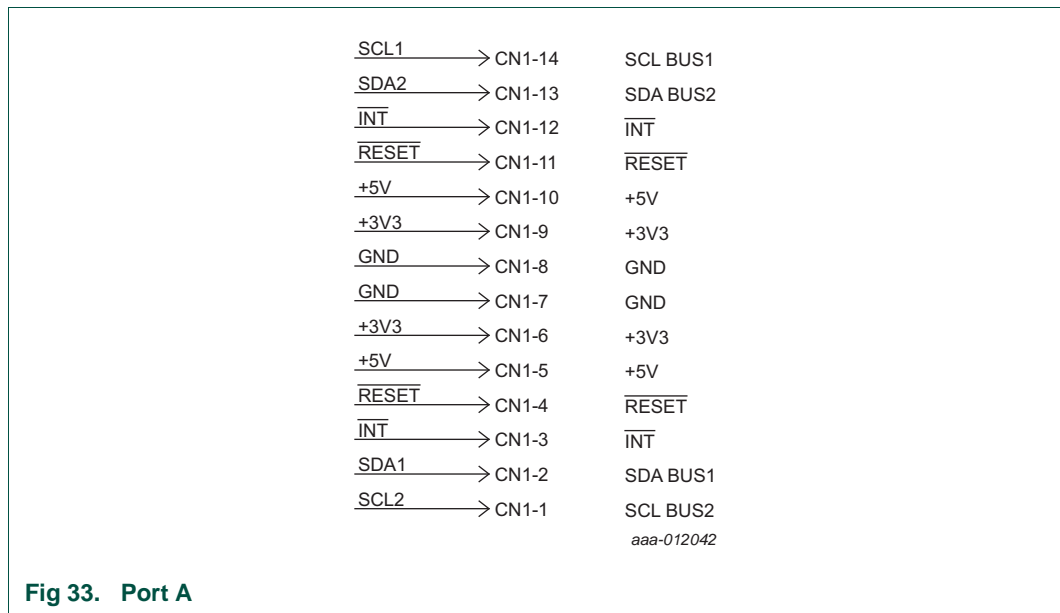 SCL1 CN1-14 SCL BUS1
SDA2 CN1-13 SDA BUS2
INT CN1-12 INT
RESET CN1-11 RESET
+5V CN1-10 +5V
+3V3 CN1-9 +3V3
GND CN1-8 GND
GND CN1-7 GND
+3V3 CN1-6 +3V3
+5V CN1-5 +5V
RESET CN1-4 RESET
INT CN1-3 INT
SDA1 CN1-2 SDA BUS1
SCL2 CN1-1 SCL BUS2
aaa-012042
Fig 33. Port A